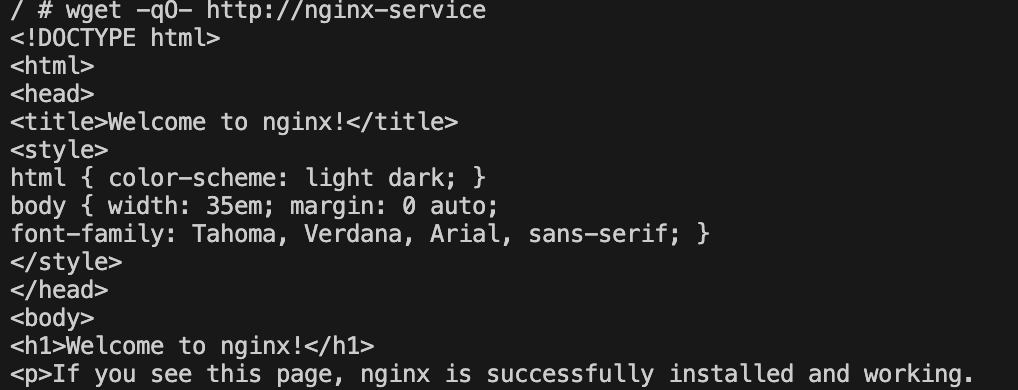 / # wget -qO- http://nginx-service
<!DOCTYPE html>
<html>
<head>
<title>Welcome to nginx!</title>
<style>
html { color-scheme: light dark; }
body { width: 35em; margin: 0 auto;
font-family: Tahoma, Verdana, Arial, sans-serif; }
</style>
</head>
<body>
<h1>Welcome to nginx!</h1>
<p>If you see this page, nginx is successfully installed and working.